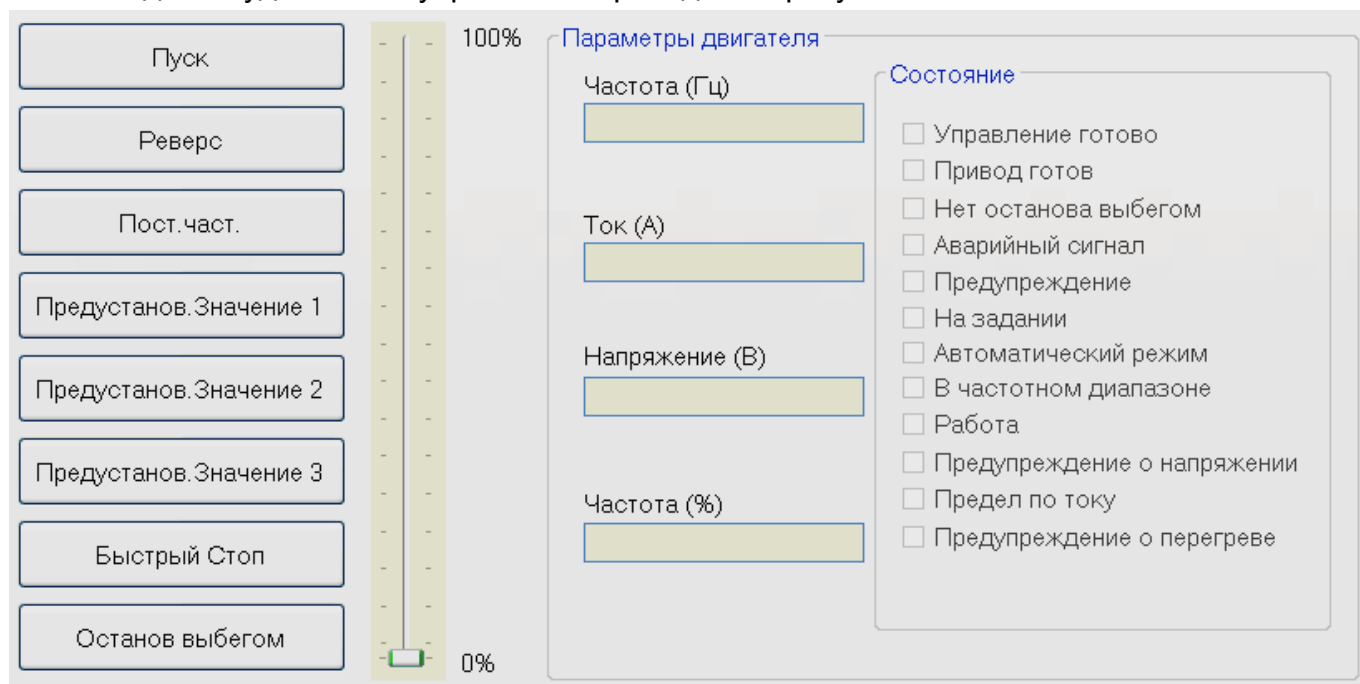 Пуск
Реверс
Пост.част.
Предустанов.Значение 1
Предустанов.Значение 2
Предустанов.Значение 3
Быстрый Стоп
Останов выбегом
100%
0%
Параметры двигателя
Частота (Гц)
Ток (А)
Напряжение (В)
Частота (%)
Состояние
Управление готово
Привод готов
Нет останова выбегом
Аварийный сигнал
Предупреждение
На задании
Автоматический режим
В частотном диапазоне
Работа
Предупреждение о напряжении
Предел по току
Предупреждение о перегреве